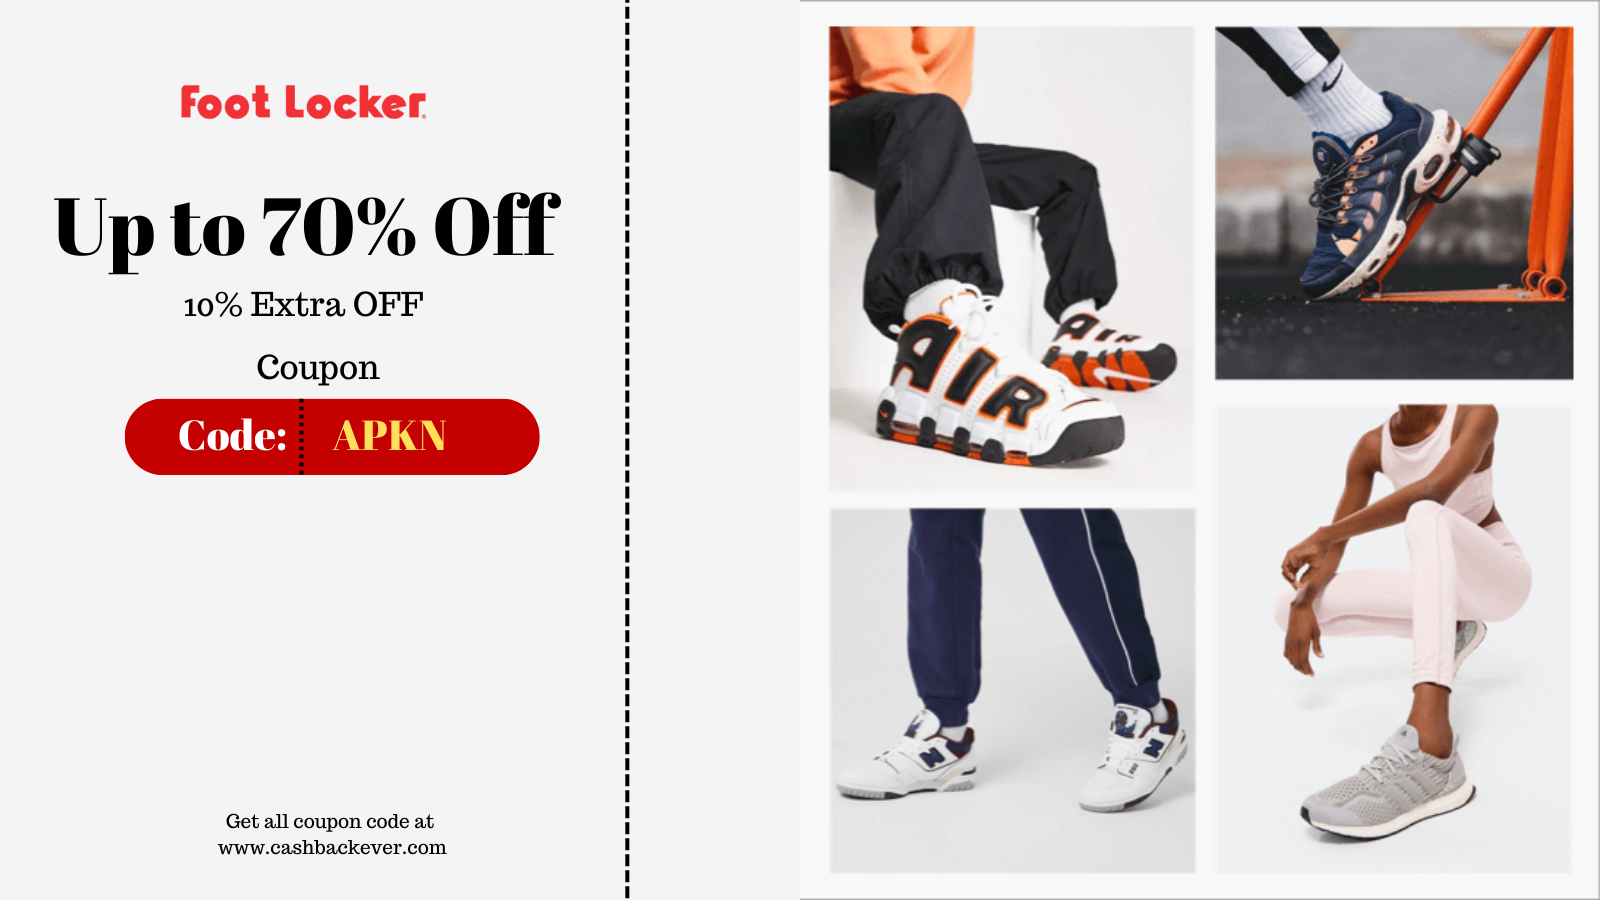 Foot Locker
Up to 70% Off
10% Extra OFF
Coupon
Code: APKN
Get all coupon code at
www.cashbackever.com
AIR
AIR
N
N